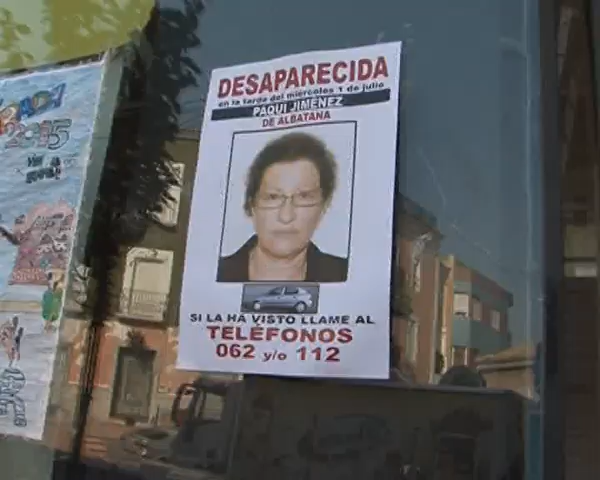 2015
DESAPARECIDA
en la tarde del miercoles 1 de julio
PAQUI JIMÉNEZ
DE ALBATANA
SI LA HA VISTO LLAME AL
TELÉFONOS
062 y/o 112